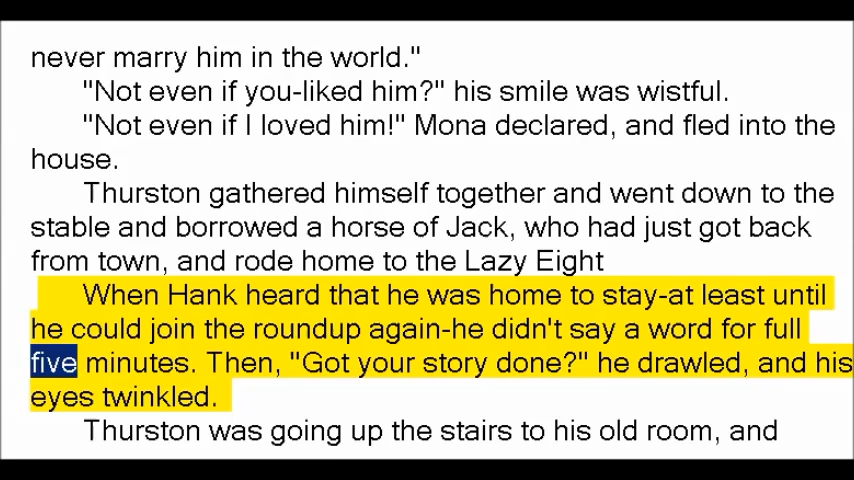 never marry him in the world."
"Not even if you-liked him?" his smile was wistful.
"Not even if I loved him!" Mona declared, and fled into the
house.
Thurston gathered himself together and went down to the
stable and borrowed a horse of Jack, who had just got back
from town, and rode home to the Lazy Eight
When Hank heard that he was home to stay-at least until
he could join the roundup again-he didn't say a word for full
five minutes. Then, "Got your story done?" he drawled, and his
eyes twinkled.
Thurston was going up the stairs to his old room, and